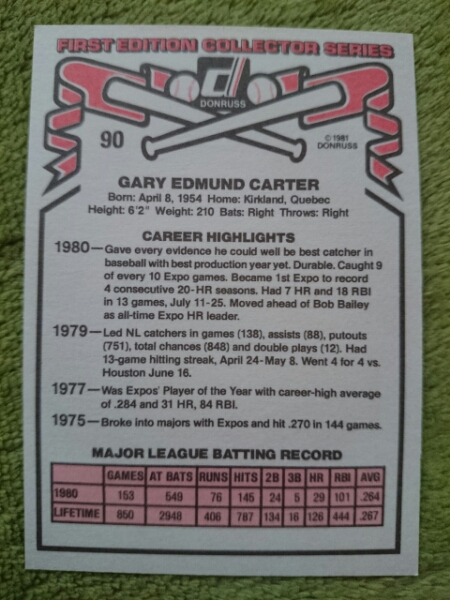 FIRST EDITION COLLECTOR SERIES
d
DONRUSS
90
© 1981
DONRUSS
GARY EDMUND CARTER
Born: April 8, 1954 Home: Kirkland, Quebec
Height: 6'2" Weight: 210 Bats: Right Throws: Right
CAREER HIGHLIGHTS
1980—Gave every evidence he could well be best catcher in
baseball with best production year yet. Durable. Caught 9
of every 10 Expo games. Became 1st Expo to record
4 consecutive 20-HR seasons. Had 7 HR and 18 RBI
in 13 games, July 11-25. Moved ahead of Bob Bailey
as all-time Expo HR leader.
1979—Led NL catchers in games (138), assists (88), putouts
(751), total chances (848) and double plays (12). Had
13-game hitting streak, April 24-May 8. Went 4 for 4 vs.
Houston June 16.
1977—Was Expos' Player of the Year with career-high average
of .284 and 31 HR, 84 RBI.
1975—Broke into majors with Expos and hit .270 in 144 games.
MAJOR LEAGUE BATTING RECORD
GAMES AT BATS RUNS HITS 2B 3B HR RBI AVG
1980 153 549 76 145 24 5 29 101 .264
LIFETIME 850 2948 406 787 134 16 126 444 .267